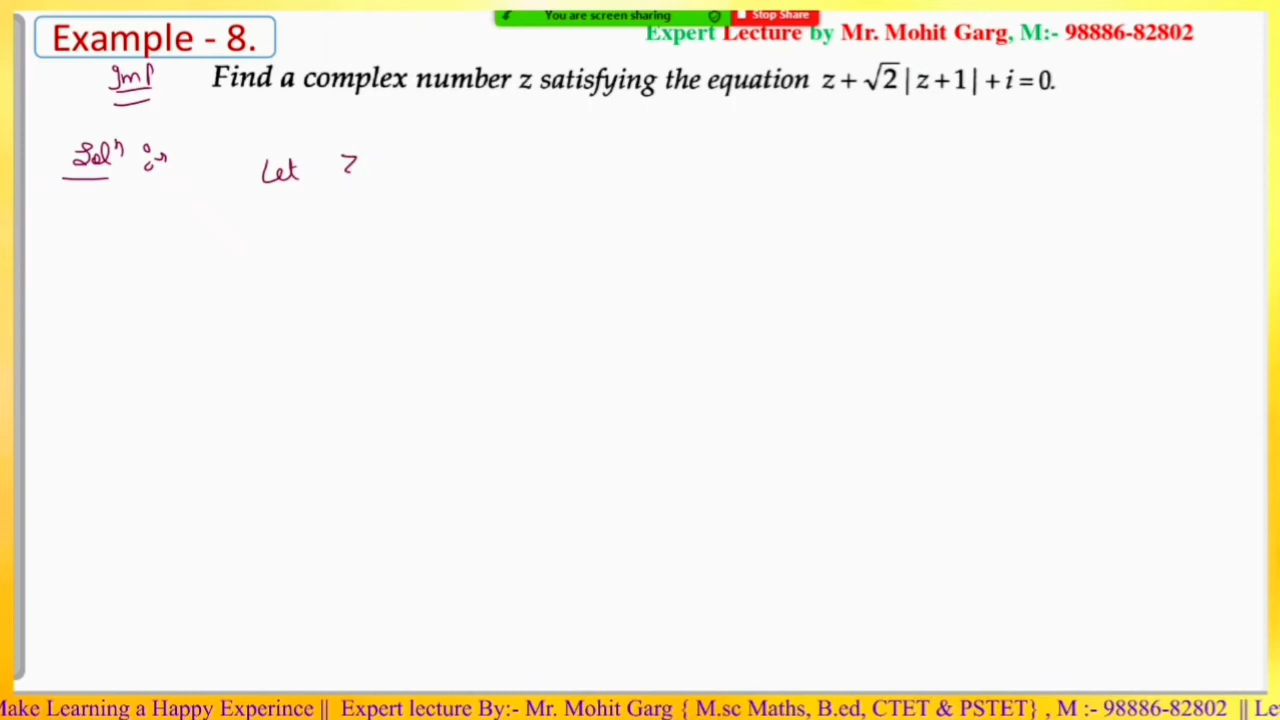 You are screen sharing Stop Share
Example - 8.
Expert Lecture by Mr. Mohit Garg, M:- 98886-82802
Imp Find a complex number z satisfying the equation z + √2 | z + 1 | + i = 0.
Solⁿ :- Let z
Make Learning a Happy Experince || Expert lecture By:- Mr. Mohit Garg { M.sc Maths, B.ed, CTET & PSTET} , M :- 98886-82802 || Le